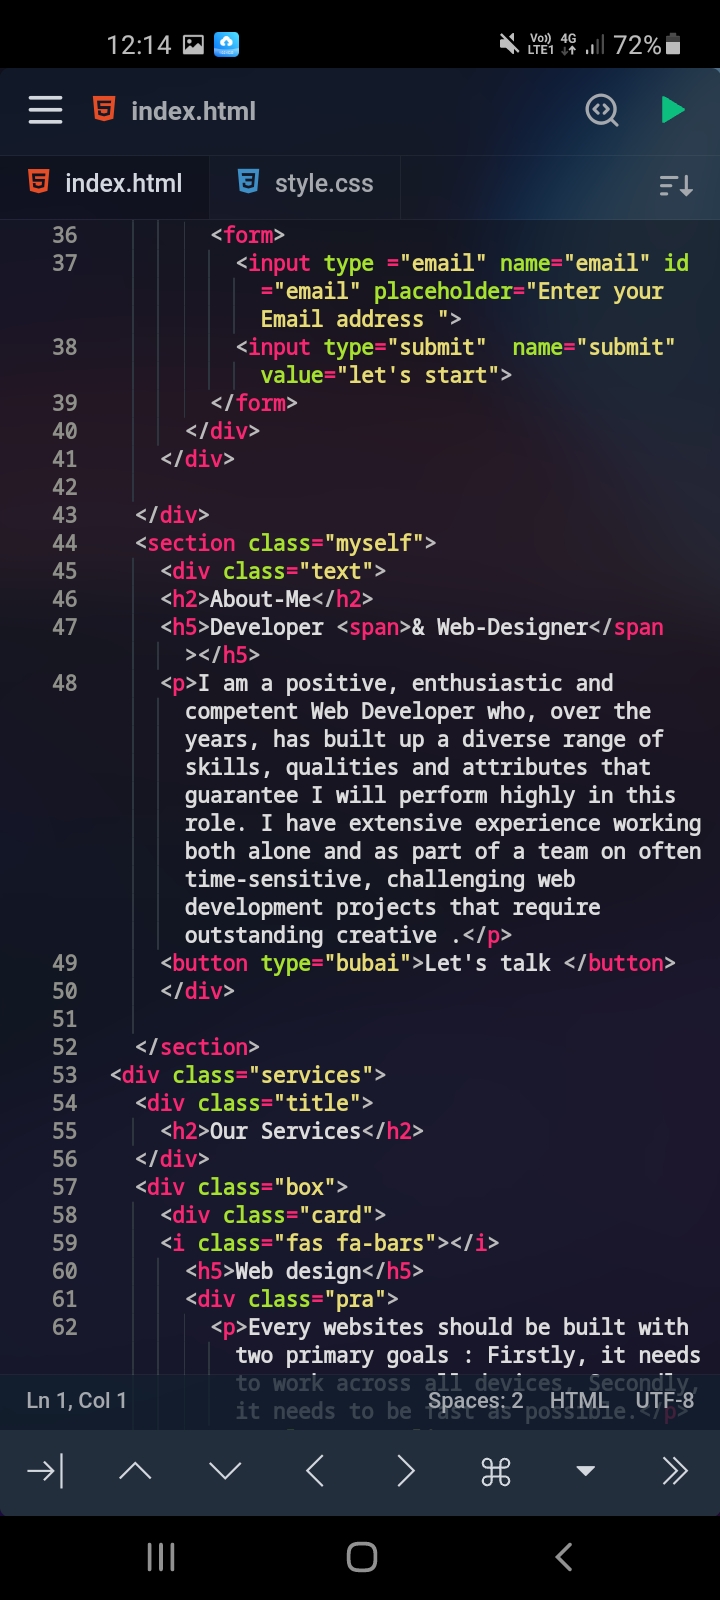 12:14 Vo)) LTE1 4G 72%
index.html
index.html style.css
36 <form>
37 <input type ="email" name="email" id
="email" placeholder="Enter your
Email address ">
38 <input type="submit"  name="submit"
value="let's start">
39 </form>
40 </div>
41 </div>
42
43 </div>
44 <section class="myself">
45 <div class="text">
46 <h2>About-Me</h2>
47 <h5>Developer <span>& Web-Designer</span
></h5>
48 <p>I am a positive, enthusiastic and
competent Web Developer who, over the
years, has built up a diverse range of
skills, qualities and attributes that
guarantee I will perform highly in this
role. I have extensive experience working
both alone and as part of a team on often
time-sensitive, challenging web
development projects that require
outstanding creative .</p>
49 <button type="bubai">Let's talk </button>
50 </div>
51
52 </section>
53 <div class="services">
54 <div class="title">
55 <h2>Our Services</h2>
56 </div>
57 <div class="box">
58 <div class="card">
59 <i class="fas fa-bars"></i>
60 <h5>Web design</h5>
61 <div class="pra">
62 <p>Every websites should be built with
two primary goals : Firstly, it needs
to work across all devices. Secondly,
it needs to be fast as possible.</p>
Ln 1, Col 1 Spaces: 2 HTML UTF-8